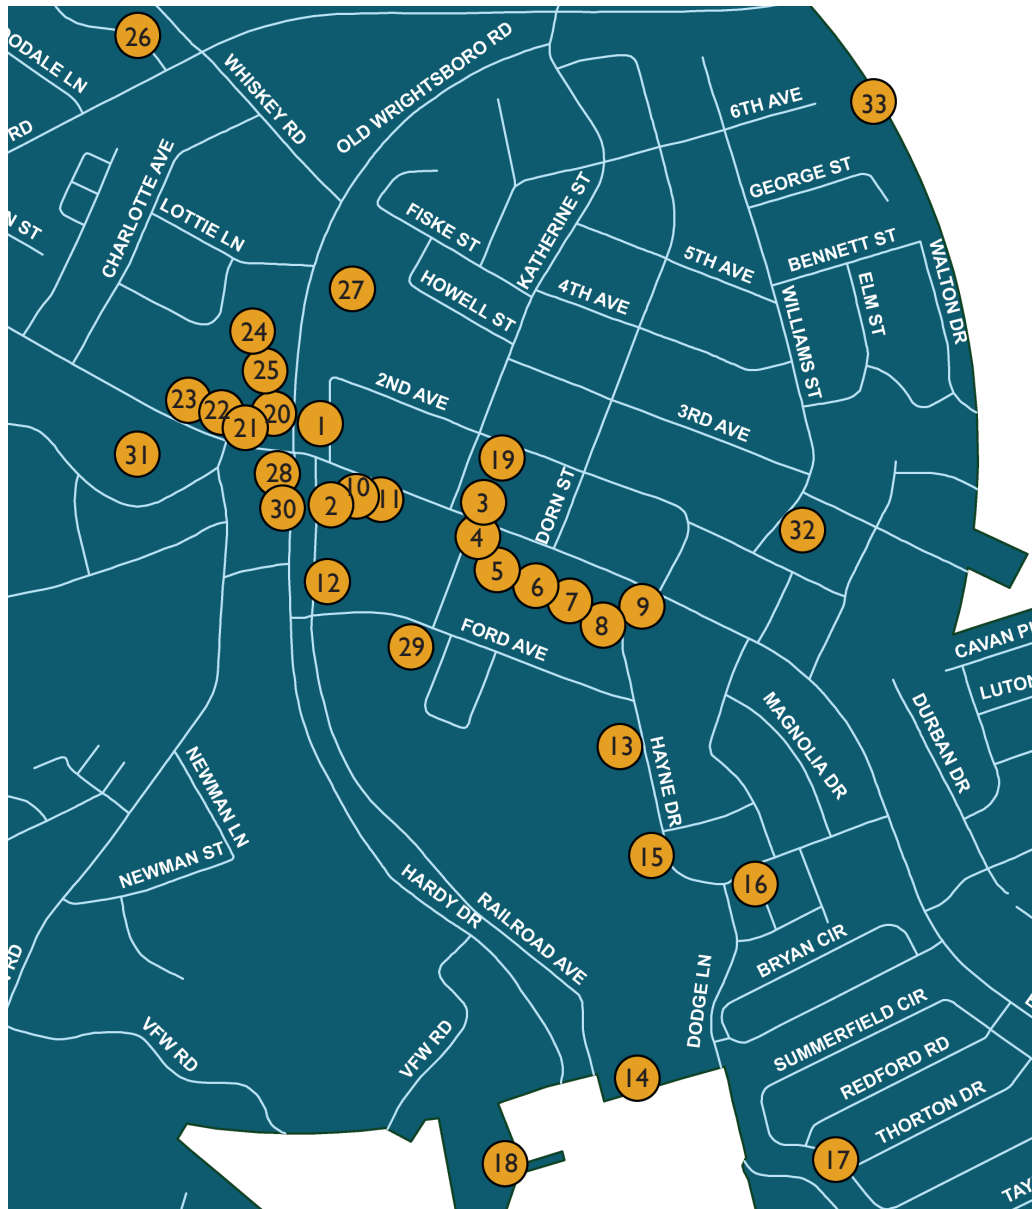 26
ODALE LN
WHISKEY RD
OLD WRIGHTSBORO RD
6TH AVE
33
RD
CHARLOTTE AVE
GEORGE ST
LOTTIE LN
FISKE ST
KATHERINE ST
N ST
5TH AVE
BENNETT ST
WALTON DR
27
HOWELL ST
4TH AVE
WILLIAMS ST
ELM ST
24
25
23
22
21
20
1
2ND AVE
3RD AVE
31
28
19
30
2
10
11
3
DORN ST
32
4
5
12
6
7
8
9
29
FORD AVE
CAVAN P
LUTON
13
HAYNE DR
MAGNOLIA DR
DURBAN DR
NEWMAN LN
NEWMAN ST
15
16
HARDY DR
RAILROAD AVE
RD
BRYAN CIR
DODGE LN
SUMMERFIELD CIR
VFW RD
VFW RD
REDFORD RD
14
THORTON DR
18
17
TAY